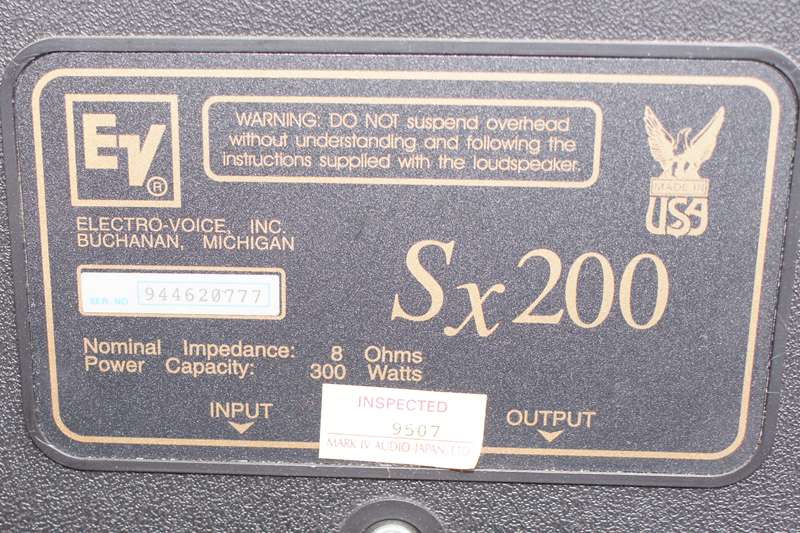 EV®
WARNING: DO NOT suspend overhead
without understanding and following the
instructions supplied with the loudspeaker.
MADE IN
USA
ELECTRO-VOICE, INC.
BUCHANAN, MICHIGAN
SER. NO. 944620777
Sx200
Nominal Impedance: 8 Ohms
Power Capacity: 300 Watts
INPUT
INSPECTED
9507
MARK IV AUDIO JAPAN, LTD
OUTPUT